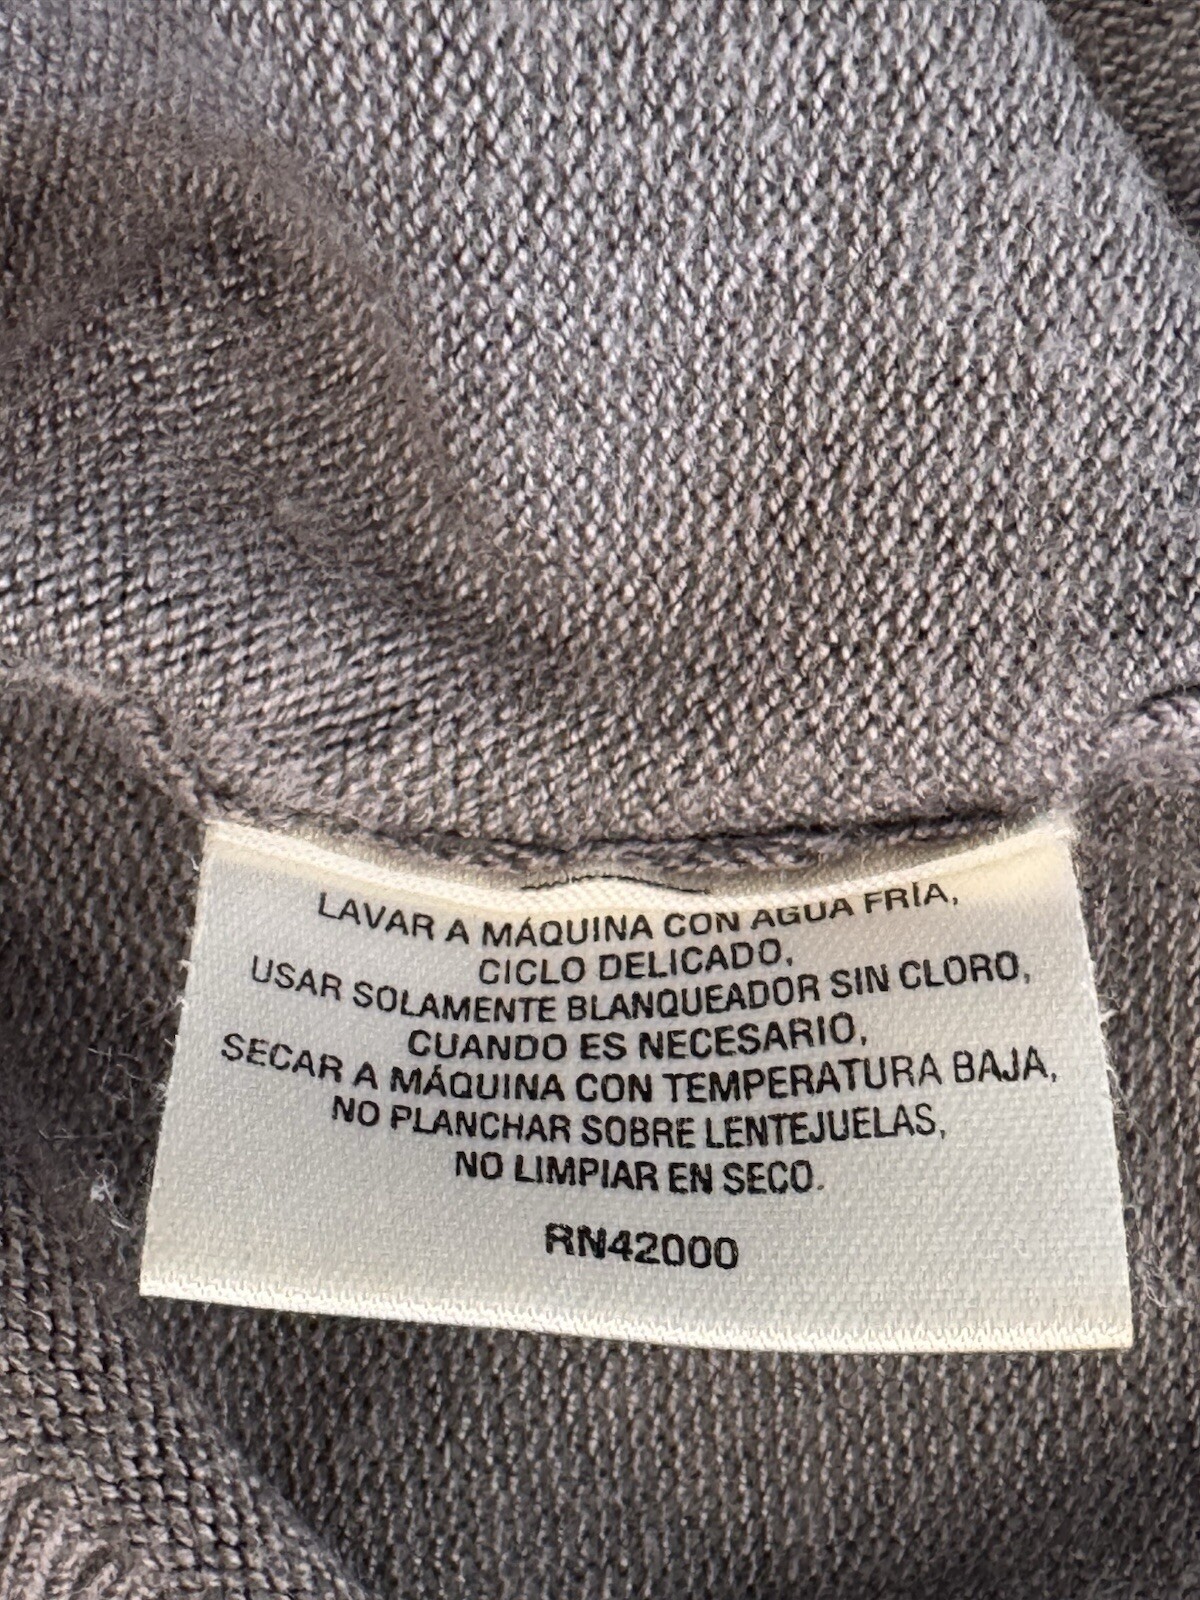 LAVAR A MÁQUINA CON AGUA FRÍA,
CICLO DELICADO,
USAR SOLAMENTE BLANQUEADOR SIN CLORO,
CUANDO ES NECESARIO,
SECAR A MÁQUINA CON TEMPERATURA BAJA,
NO PLANCHAR SOBRE LENTEJUELAS,
NO LIMPIAR EN SECO.
RN42000